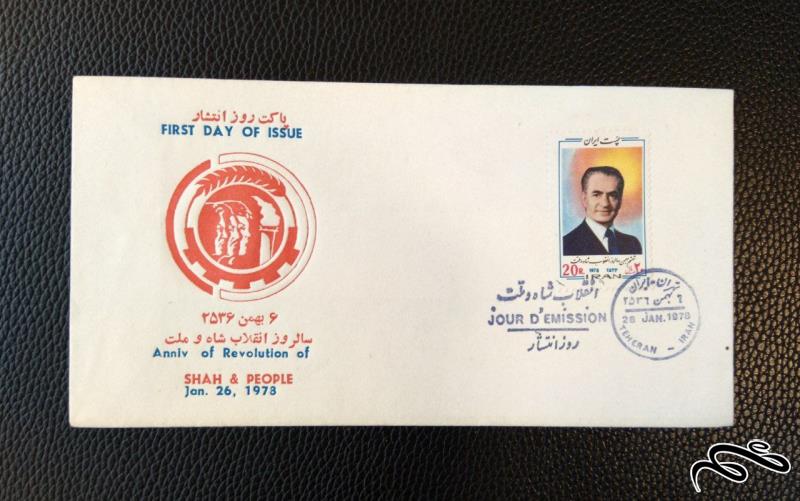 پاکت روز انتشار
FIRST DAY OF ISSUE
۶ بهمن ۲۵۳۶
سالروز انقلاب شاه و ملت
Anniv of Revolution of
SHAH & PEOPLE
Jan. 26, 1978
پست ایران
20R. 1978 ۲۰
IRAN
انقلاب شاه و ملت
JOUR D'EMISSION
روز انتشار
تهران - ایران
۶ بهمن ۲۵۳۶
26 JAN. 1978
TEHERAN - IRAN